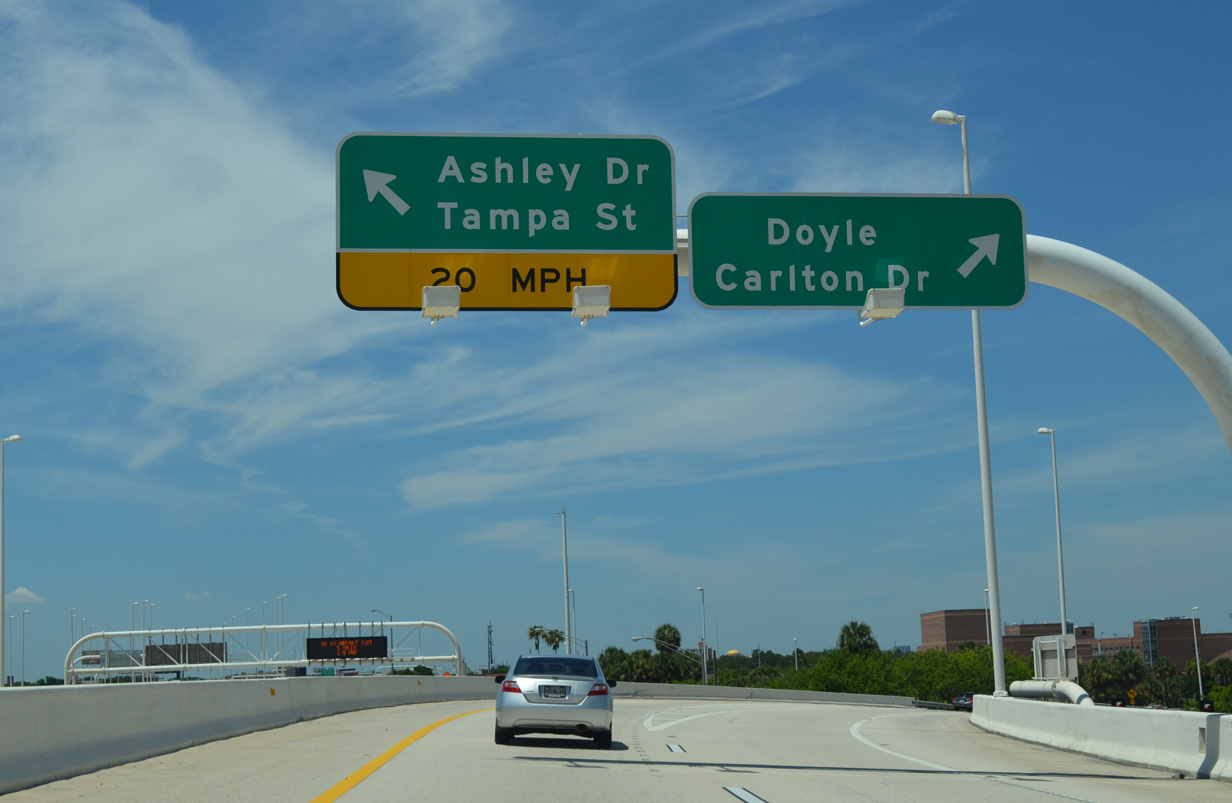 Ashley Dr
Tampa St
20 MPH
Doyle
Carlton Dr